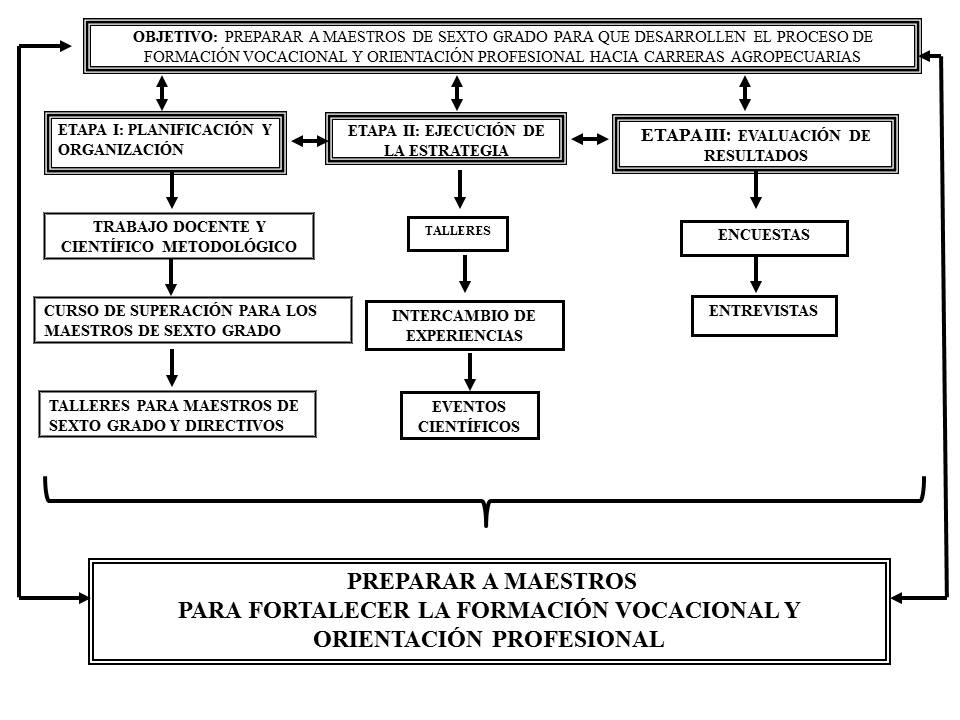 OBJETIVO: PREPARAR A MAESTROS DE SEXTO GRADO PARA QUE DESARROLLEN EL PROCESO DE
FORMACIÓN VOCACIONAL Y ORIENTACIÓN PROFESIONAL HACIA CARRERAS AGROPECUARIAS
ETAPA I: PLANIFICACIÓN Y
ORGANIZACIÓN
TRABAJO DOCENTE Y
CIENTÍFICO METODOLÓGICO
CURSO DE SUPERACIÓN PARA LOS
MAESTROS DE SEXTO GRADO
TALLERES PARA MAESTROS DE
SEXTO GRADO Y DIRECTIVOS
ETAPA II: EJECUCIÓN DE
LA ESTRATEGIA
TALLERES
INTERCAMBIO DE
EXPERIENCIAS
EVENTOS
CIENTÍFICOS
ETAPA III: EVALUACIÓN DE
RESULTADOS
ENCUESTAS
ENTREVISTAS
PREPARAR A MAESTROS
PARA FORTALECER LA FORMACIÓN VOCACIONAL Y
ORIENTACIÓN PROFESIONAL